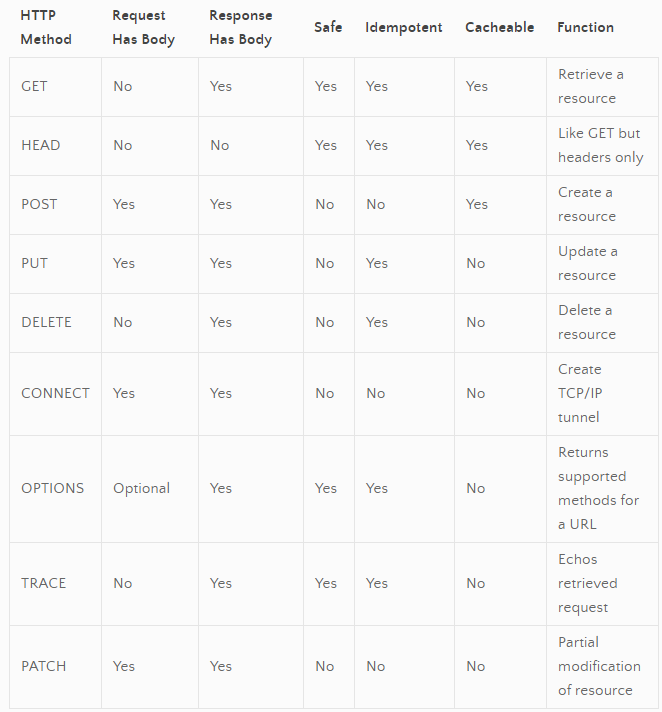 HTTP Method Request Has Body Response Has Body Safe Idempotent Cacheable Function
GET No Yes Yes Yes Yes Retrieve a resource
HEAD No No Yes Yes Yes Like GET but headers only
POST Yes Yes No No Yes Create a resource
PUT Yes Yes No Yes No Update a resource
DELETE No Yes No Yes No Delete a resource
CONNECT Yes Yes No No No Create TCP/IP tunnel
OPTIONS Optional Yes Yes Yes No Returns supported methods for a URL
TRACE No Yes Yes Yes No Echos retrieved request
PATCH Yes Yes No No No Partial modification of resource